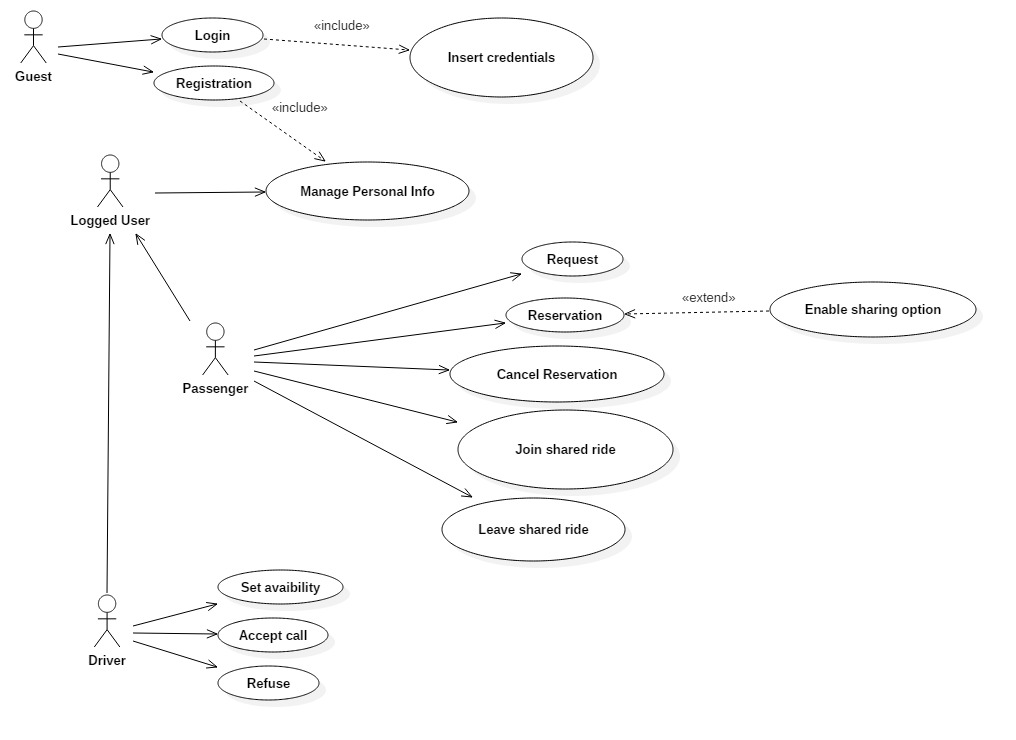 Guest
Login
«include»
Insert credentials
Registration
«include»
Logged User
Manage Personal Info
Request
Reservation
«extend»
Enable sharing option
Passenger
Cancel Reservation
Join shared ride
Leave shared ride
Driver
Set avaibility
Accept call
Refuse